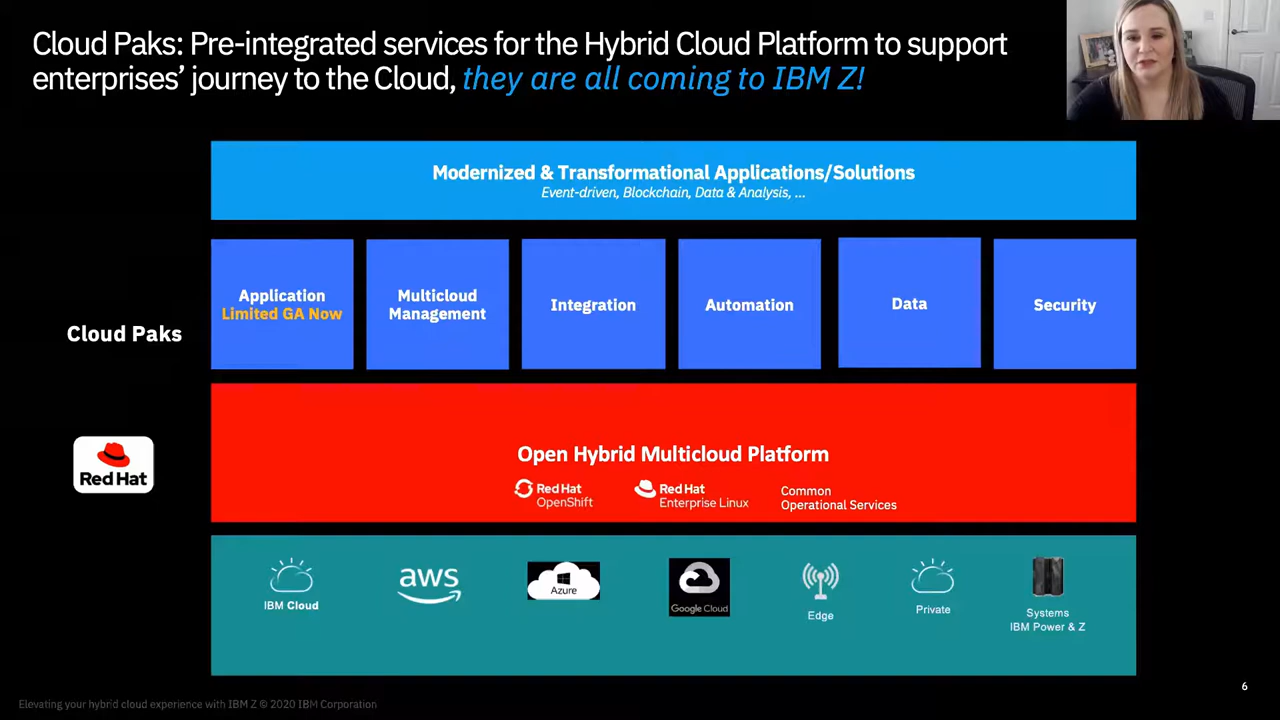 Cloud Paks: Pre-integrated services for the Hybrid Cloud Platform to support
enterprises’ journey to the Cloud, they are all coming to IBM Z!
Modernized & Transformational Applications/Solutions
Event-driven, Blockchain, Data & Analysis, ...
Cloud Paks
Application
Limited GA Now
Multicloud
Management
Integration
Automation
Data
Security
Red Hat
Open Hybrid Multicloud Platform
Red Hat
OpenShift
Red Hat
Enterprise Linux
Common
Operational Services
IBM Cloud
aws
Azure
Google Cloud
Edge
Private
Systems
IBM Power & Z
6
Elevating your hybrid cloud experience with IBM Z © 2020 IBM Corporation